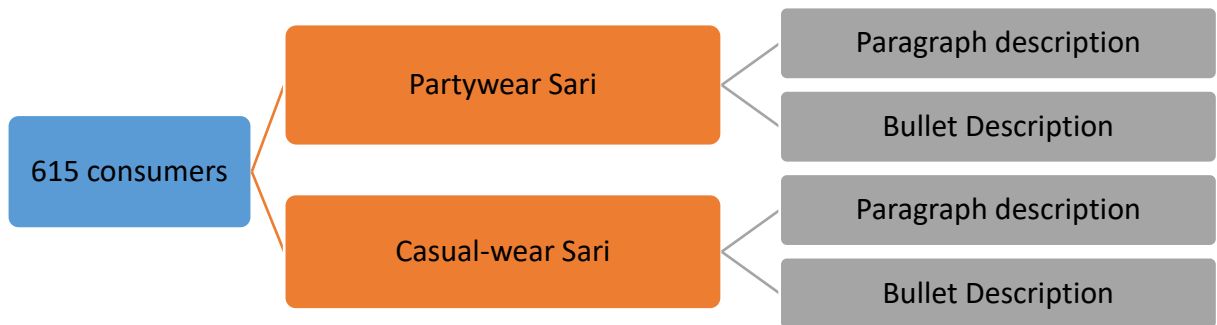 615 consumers
Partywear Sari
Paragraph description
Bullet Description
Casual-wear Sari
Paragraph description
Bullet Description